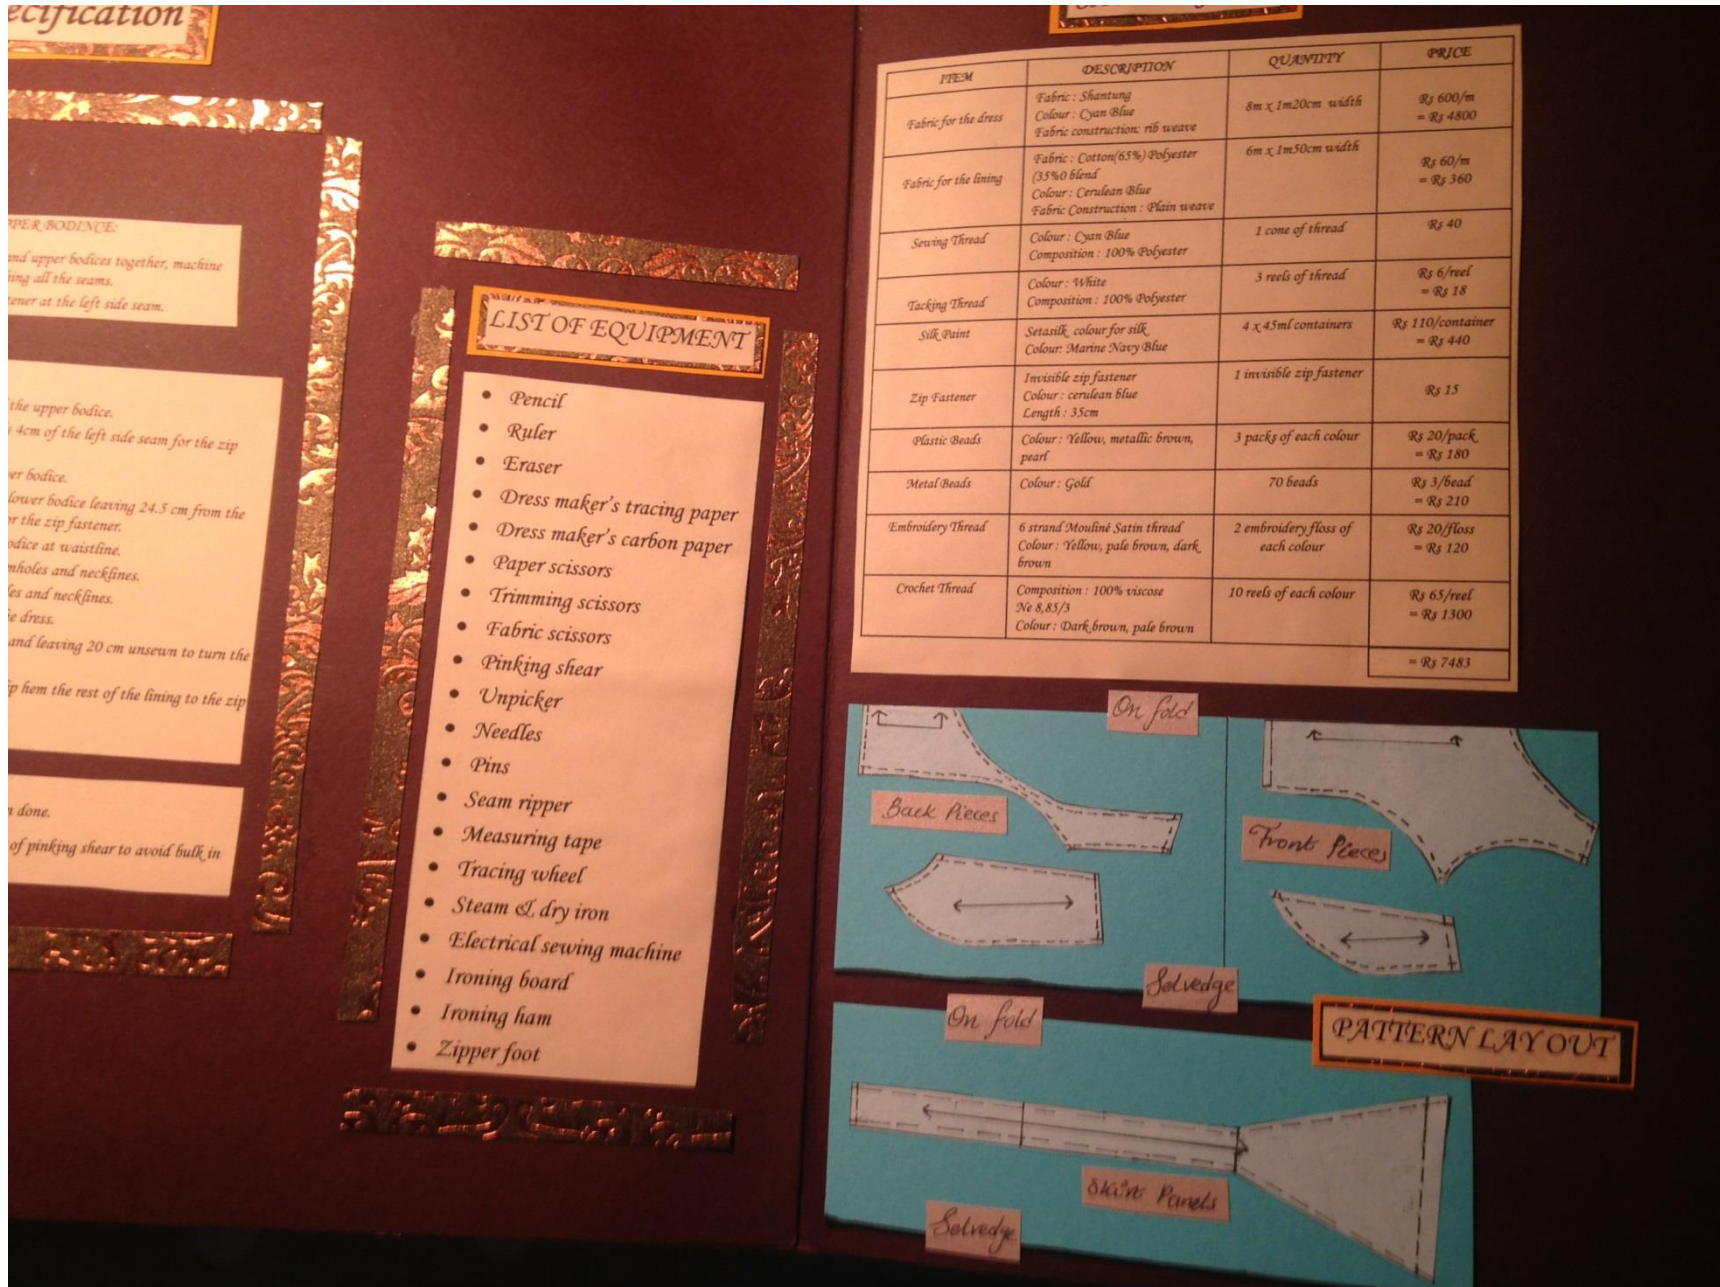 ecification
PPER BODINCE:
and upper bodices together, machine
all the seams.
tener at the left side seam.
the upper bodice.
4cm of the left side seam for the zip
er bodice.
lower bodice leaving 24.5 cm from the
or the zip fastener.
odice at waistline.
mholes and necklines.
les and necklines.
e dress.
and leaving 20 cm unsewn to turn the
p hem the rest of the lining to the zip
n done.
of pinking shear to avoid bulk in
LIST OF EQUIPMENT
• Pencil
• Ruler
• Eraser
• Dress maker's tracing paper
• Dress maker's carbon paper
• Paper scissors
• Trimming scissors
• Fabric scissors
• Pinking shear
• Unpicker
• Needles
• Pins
• Seam ripper
• Measuring tape
• Tracing wheel
• Steam & dry iron
• Electrical sewing machine
• Ironing board
• Ironing ham
• Zipper foot
ITEM DESCRIPTION QUANTITY PRICE
Fabric for the dress
Fabric : Shantung
Colour : Cyan Blue
Fabric construction: rib weave
8m x 1m20cm width
Rs 600/m
= Rs 4800
Fabric for the lining
Fabric : Cotton(65%) Polyester
(35%0 blend
Colour : Cerulean Blue
Fabric Construction : Plain weave
6m x 1m50cm width
Rs 60/m
= Rs 360
Sewing Thread
Colour : Cyan Blue
Composition : 100% Polyester
1 cone of thread
Rs 40
Tacking Thread
Colour : White
Composition : 100% Polyester
3 reels of thread
Rs 6/reel
= Rs 18
Silk Paint
Setasilk colour for silk
Colour: Marine Navy Blue
4 x 45ml containers
Rs 110/container
= Rs 440
Zip Fastener
Invisible zip fastener
Colour : cerulean blue
Length : 35cm
1 invisible zip fastener
Rs 15
Plastic Beads
Colour : Yellow, metallic brown,
pearl
3 packs of each colour
Rs 20/pack
= Rs 180
Metal Beads
Colour : Gold
70 beads
Rs 3/bead
= Rs 210
Embroidery Thread
6 strand Mouliné Satin thread
Colour : Yellow, pale brown, dark
brown
2 embroidery floss of
each colour
Rs 20/floss
= Rs 120
Crochet Thread
Composition : 100% viscose
Ne 8,85/3
Colour : Dark brown, pale brown
10 reels of each colour
Rs 65/reel
= Rs 1300
= Rs 7483
On fold
Back Pieces
Front Pieces
Selvedge
On fold
PATTERN LAYOUT
Skirt Panels
Selvedge